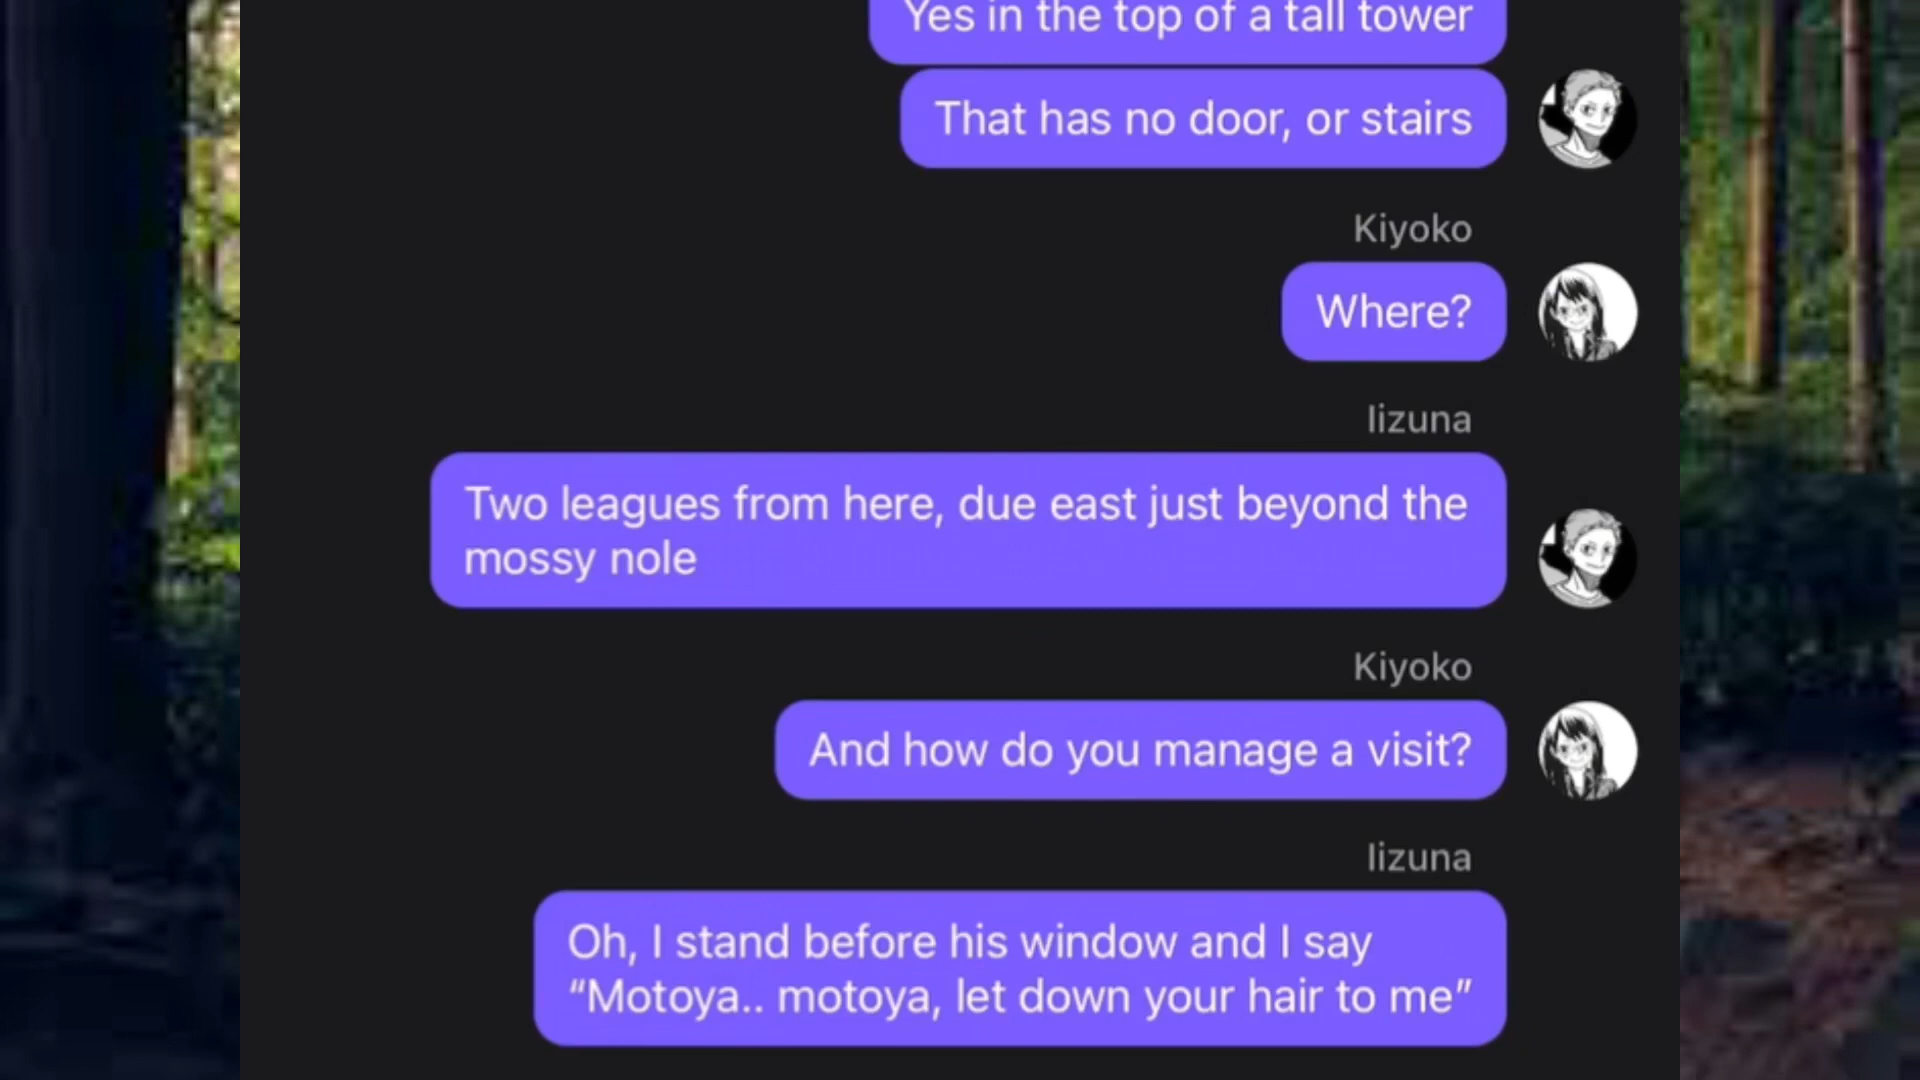 Yes in the top of a tall tower
That has no door, or stairs
Kiyoko
Where?
Iizuna
Two leagues from here, due east just beyond the
mossy nole
Kiyoko
And how do you manage a visit?
Iizuna
Oh, I stand before his window and I say
“Motoya.. motoya, let down your hair to me”